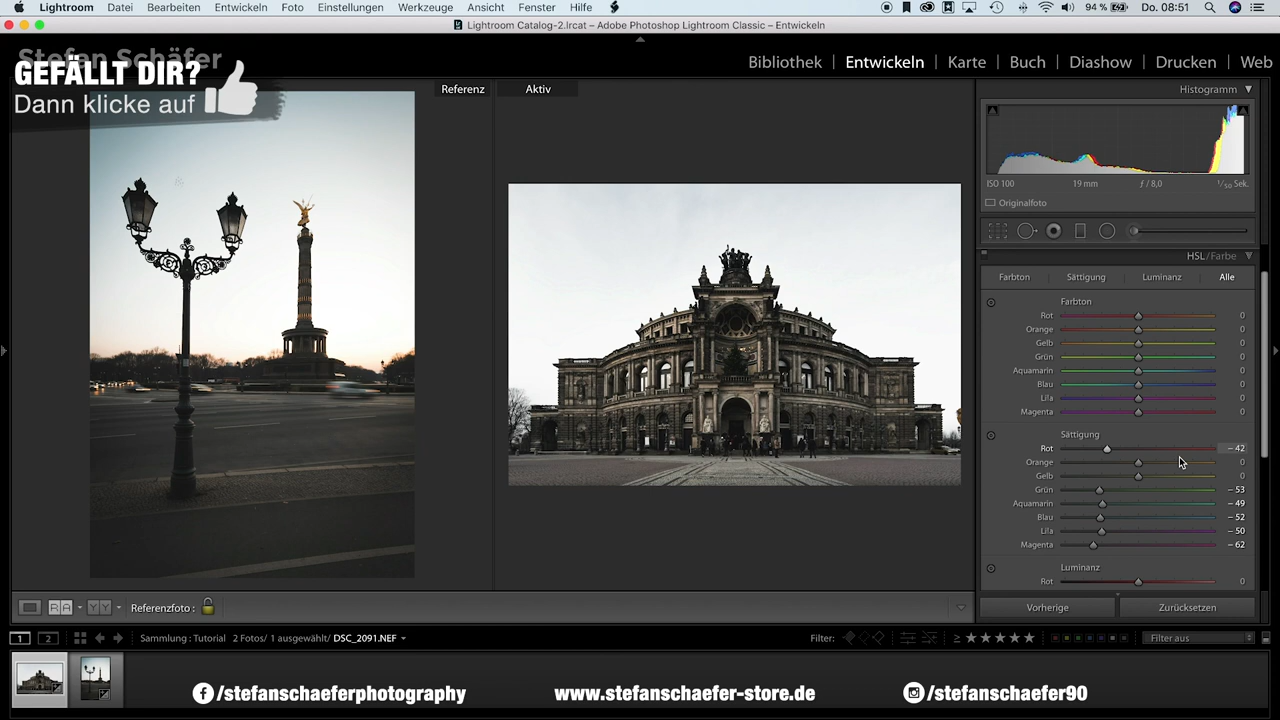 Lightroom Datei Bearbeiten Entwickeln Foto Einstellungen Werkzeuge Ansicht Fenster Hilfe 94 % Do. 08:51
Lightroom Catalog-2.lrcat – Adobe Photoshop Lightroom Classic – Entwickeln
Stefan Schäfer
GEFÄLLT DIR?
Dann klicke auf
Bibliothek | Entwickeln | Karte | Buch | Diashow | Drucken | Web
Referenz Aktiv
Histogramm
ISO 100 19 mm ƒ / 8,0 1/50 Sek.
Originalfoto
HSL / Farbe
Farbton Sättigung Luminanz Alle
Farbton
Rot 0
Orange 0
Gelb 0
Grün 0
Aquamarin 0
Blau 0
Lila 0
Magenta 0
Sättigung
Rot – 42
Orange 0
Gelb 0
Grün – 53
Aquamarin – 49
Blau – 52
Lila – 50
Magenta – 62
Luminanz
Rot 0
R A Y Y Referenzfoto :
Vorherige Zurücksetzen
1 2 Sammlung : Tutorial 2 Fotos/ 1 ausgewählt/ DSC_2091.NEF Filter: ≥ ★★★★★ Filter aus
/stefanschaeferphotography www.stefanschaefer-store.de /stefanschaefer90